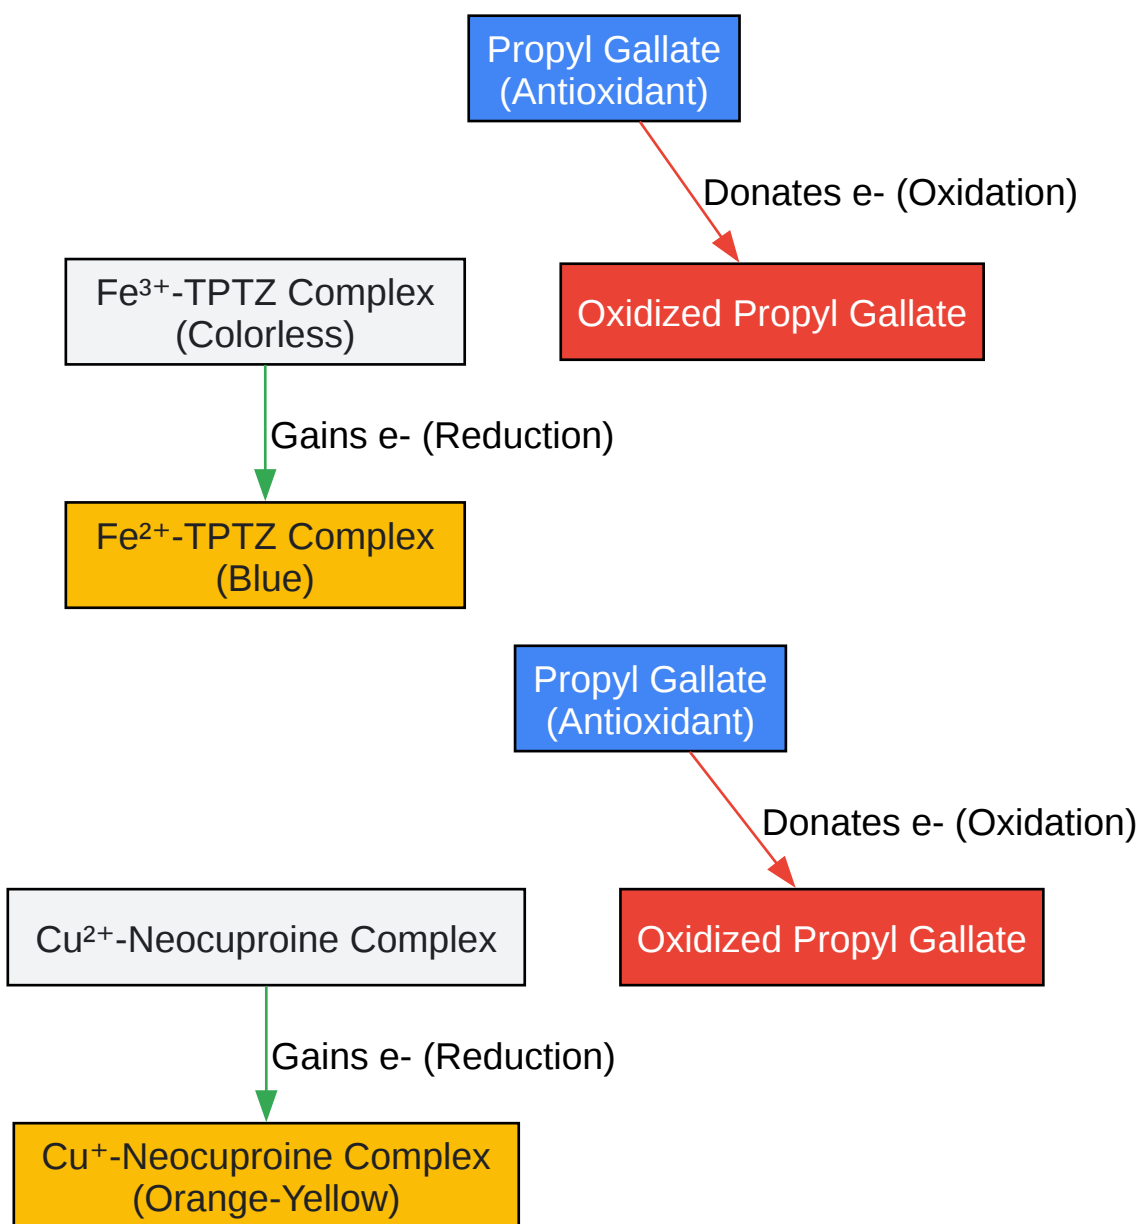 Propyl Gallate
(Antioxidant)
Donates e- (Oxidation)
Fe³⁺-TPTZ Complex
(Colorless)
Oxidized Propyl Gallate
Gains e- (Reduction)
Fe²⁺-TPTZ Complex
(Blue)
Propyl Gallate
(Antioxidant)
Donates e- (Oxidation)
Cu²⁺-Neocuproine Complex
Oxidized Propyl Gallate
Gains e- (Reduction)
Cu⁺-Neocuproine Complex
(Orange-Yellow)